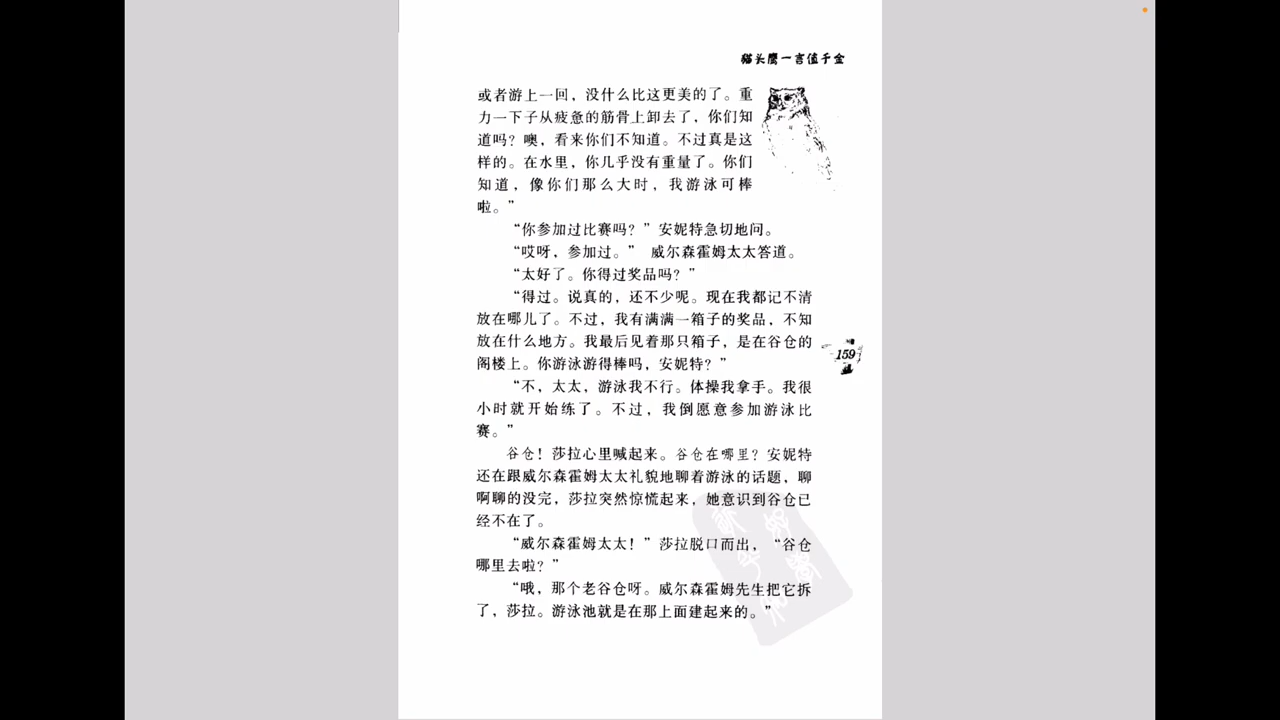 猫头鹰一言值千金
或者游上一回，没什么比这更美的了。重
力一下子从疲惫的筋骨上卸去了，你们知
道吗？噢，看来你们不知道。不过真是这
样的。在水里，你几乎没有重量了。你们
知道，像你们那么大时，我游泳可棒
啦。”
“你参加过比赛吗？”安妮特急切地问。
“哎呀，参加过。” 威尔森霍姆太太答道。
“太好了。你得过奖品吗？”
“得过。说真的，还不少呢。现在我都记不清
放在哪儿了。不过，我有满满一箱子的奖品，不知
放在什么地方。我最后见着那只箱子，是在谷仓的
阁楼上。你游泳游得棒吗，安妮特？”
159
“不，太太，游泳我不行。体操我拿手。我很
小时就开始练了。不过，我倒愿意参加游泳比
赛。”
谷仓！莎拉心里喊起来。谷仓在哪里？安妮特
还在跟威尔森霍姆太太礼貌地聊着游泳的话题，聊
啊聊的没完，莎拉突然惊慌起来，她意识到谷仓已
经不在了。
“威尔森霍姆太太！”莎拉脱口而出，“谷仓
哪里去啦？”
“哦，那个老谷仓呀。威尔森霍姆先生把它拆
了，莎拉。游泳池就是在那上面建起来的。”